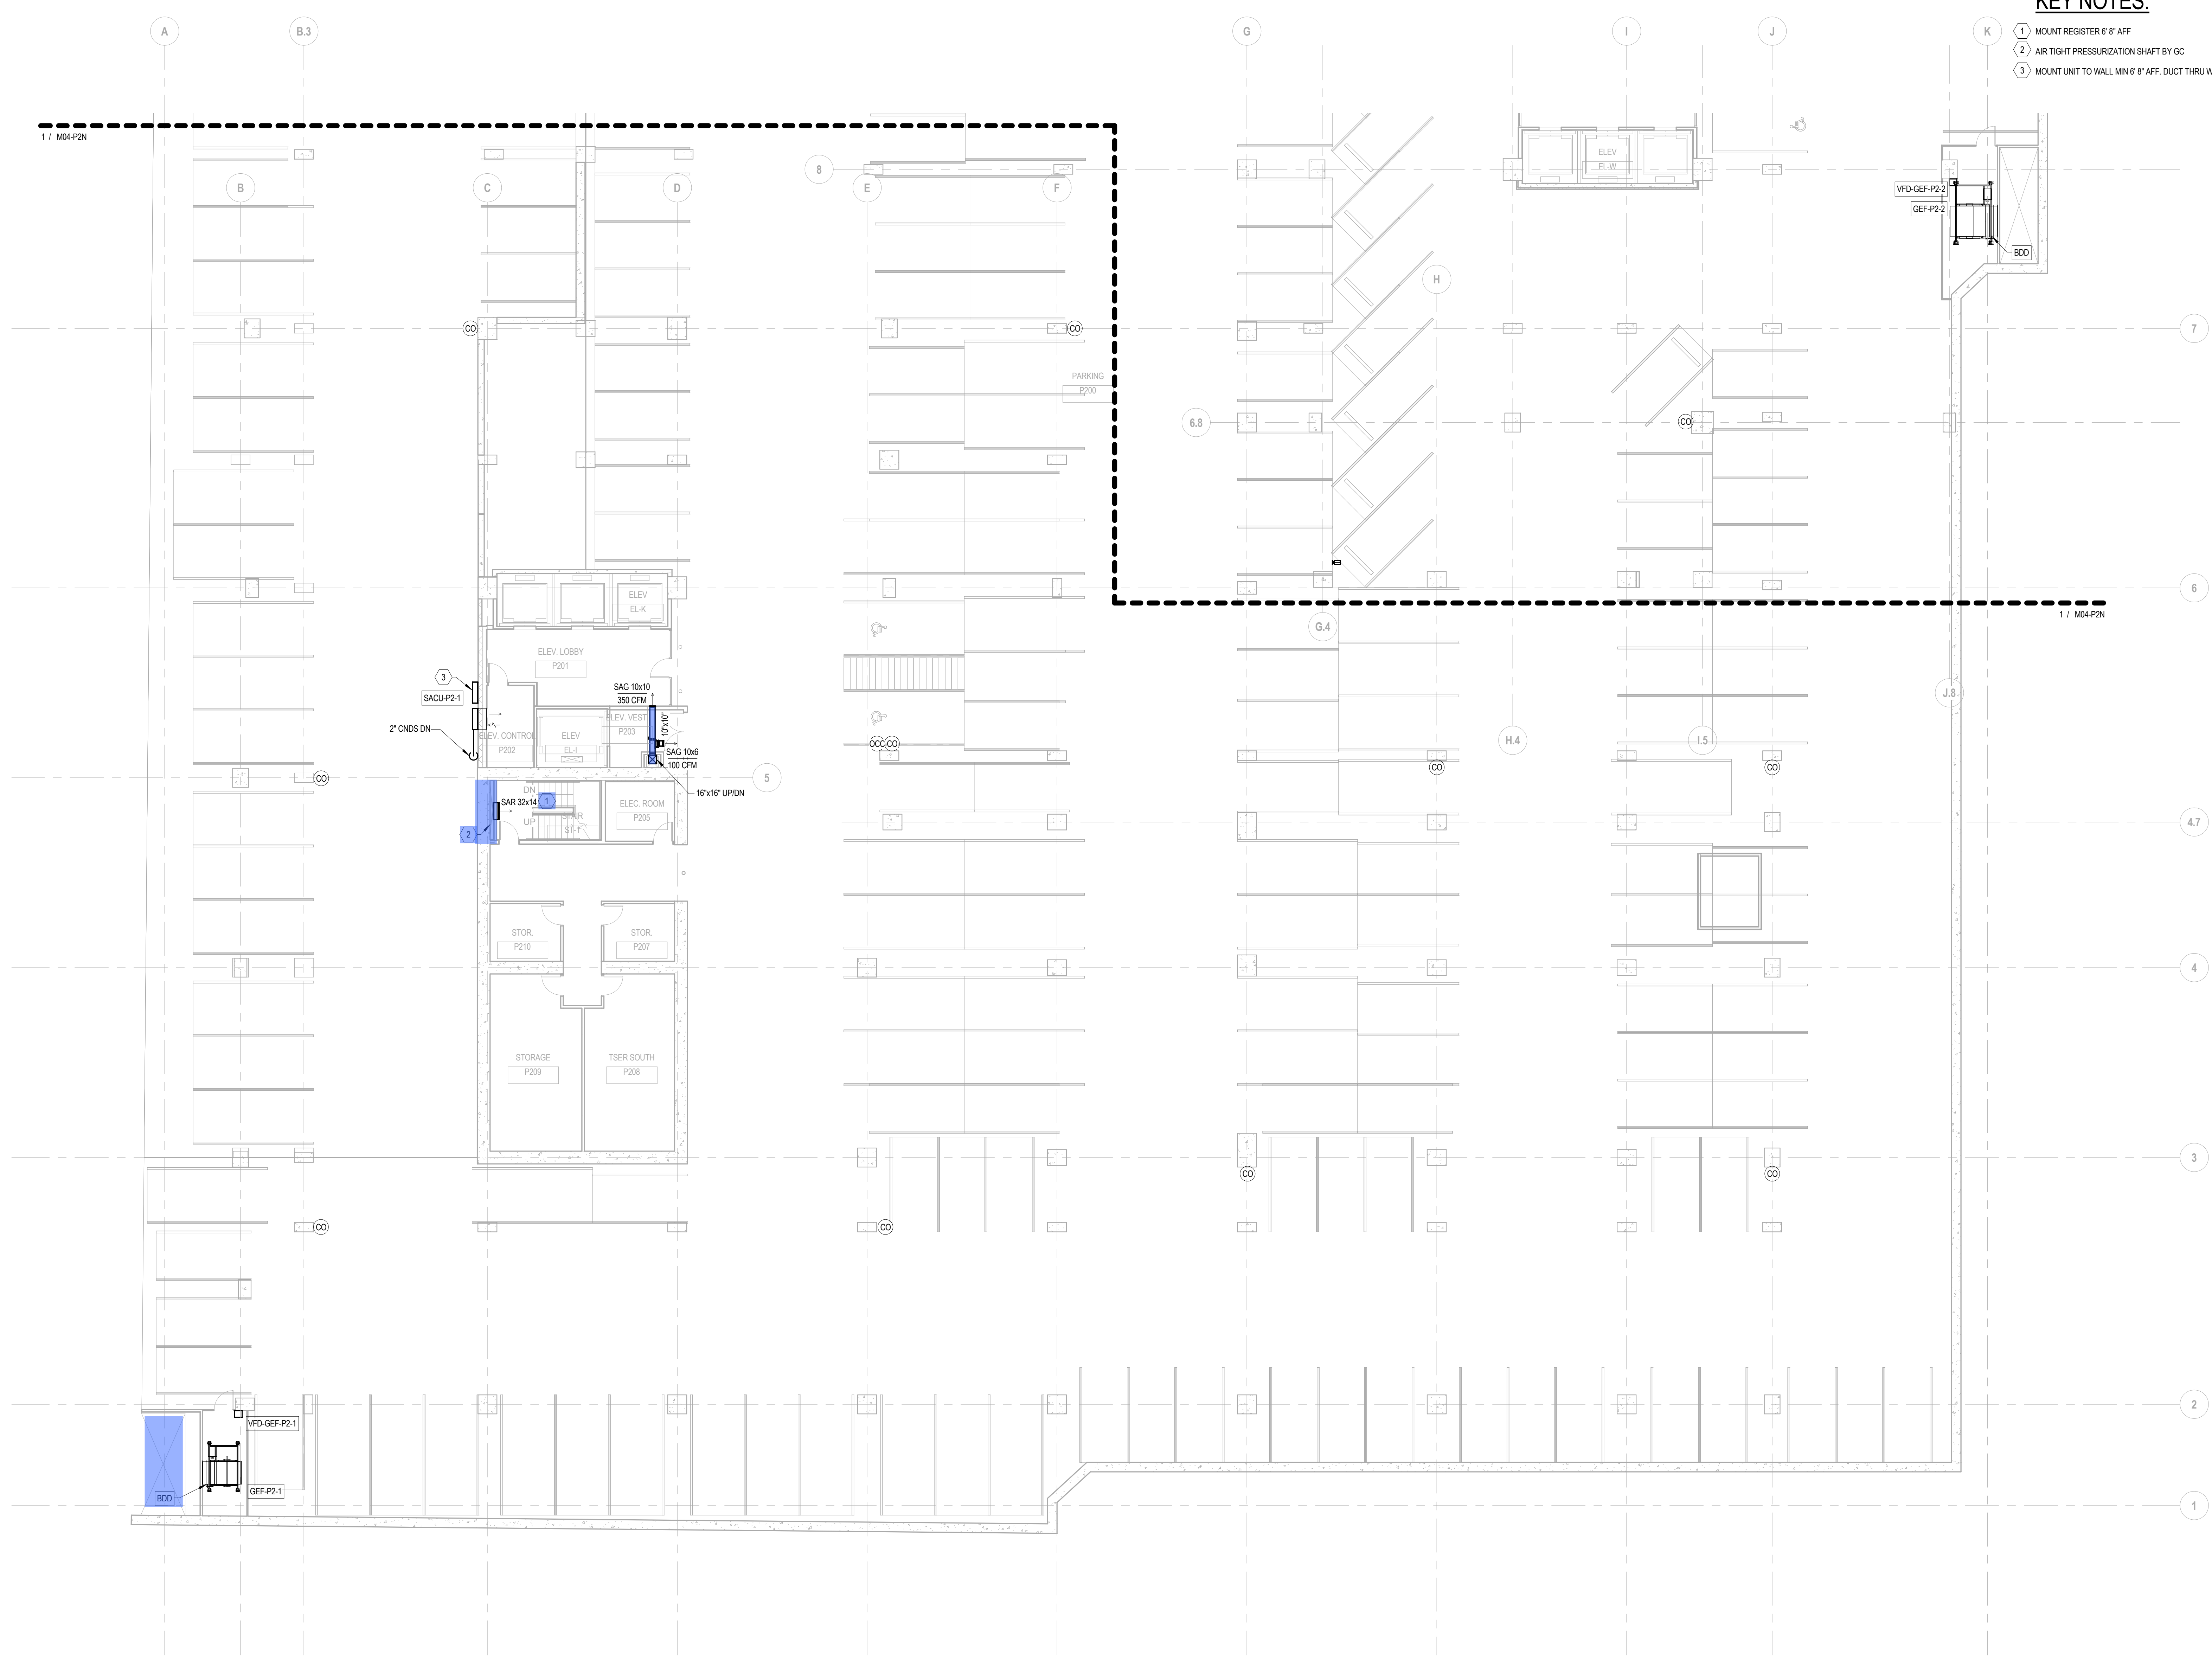 KEY NOTES:
1 MOUNT REGISTER 6' 8" AFF
2 AIR TIGHT PRESSURIZATION SHAFT BY GC
3 MOUNT UNIT TO WALL MIN 6' 8" AFF. DUCT THRU W
A
B.3
G
I
J
K
1 / M04-P2N
8
B
C
D
E
F
ELEV
EL-W
VFD-GEF-P2-2
GEF-P2-2
BDD
H
CO
CO
7
PARKING
P200
6.8
CO
6
ELEV
EL-K
1 / M04-P2N
G.4
ELEV. LOBBY
P201
3
SACU-P2-1
SAG 10x10
350 CFM
J.8
2" CNDS DN
ELEV. CONTROL
P202
ELEV
EL-I
ELEV. VEST
P203
10"x10"
SAG 10x6
100 CFM
OCC
CO
H.4
I.5
CO
CO
CO
5
16"x16" UP/DN
DN
SAR 32x14
1
UP
STAIR
ST-1
ELEC. ROOM
P205
2
4.7
STOR.
P210
STOR.
P207
4
STORAGE
P209
TSER SOUTH
P208
3
CO
CO
CO
CO
2
VFD-GEF-P2-1
BDD
GEF-P2-1
1